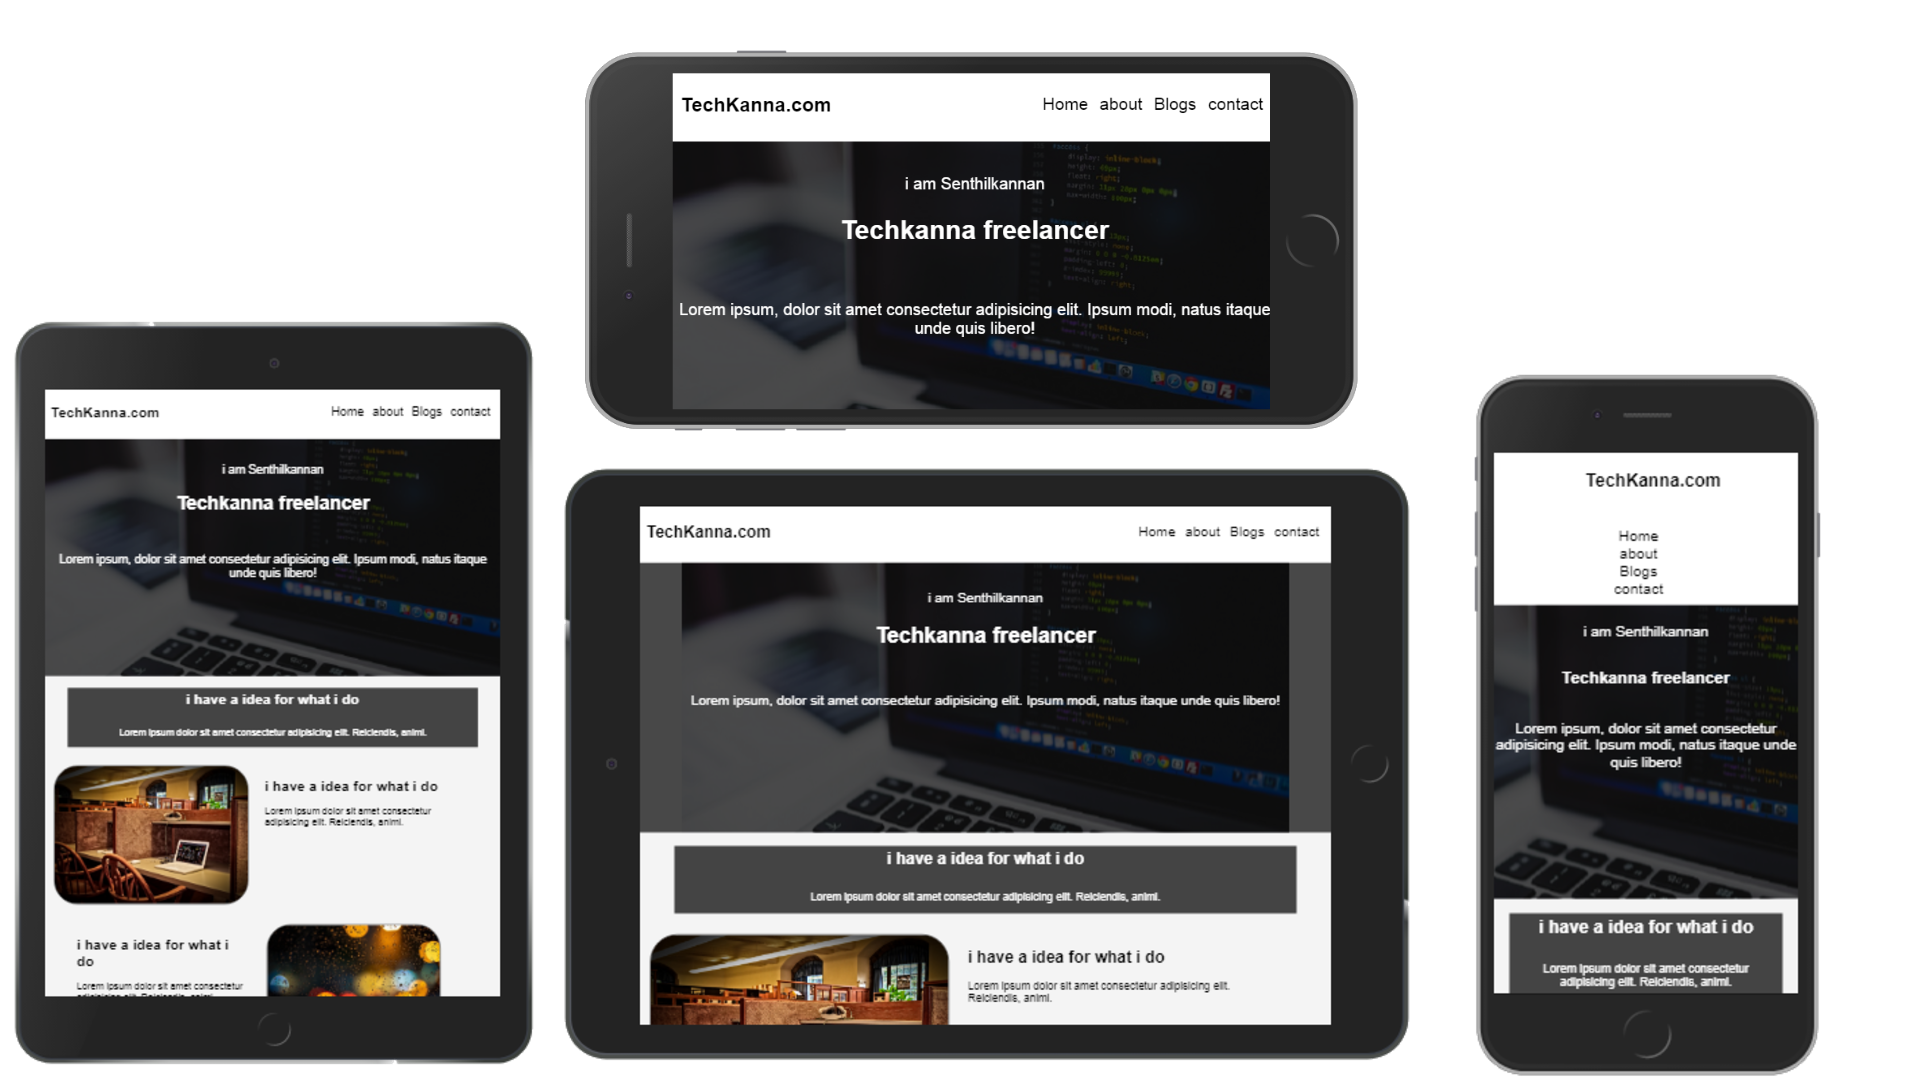 TechKanna.com
Home about Blogs contact
i am Senthilkannan
Techkanna freelancer
Lorem ipsum, dolor sit amet consectetur adipisicing elit. Ipsum modi, natus itaque
unde quis libero!
TechKanna.com
Home about Blogs contact
i am Senthilkannan
Techkanna freelancer
Lorem ipsum, dolor sit amet consectetur adipisicing elit. Ipsum modi, natus itaque
unde quis libero!
i have a idea for what i do
Lorem ipsum dolor sit amet consectetur adipisicing elit. Reiciendis, animi.
i have a idea for what i do
Lorem ipsum dolor sit amet consectetur
adipisicing elit. Reiciendis, animi.
i have a idea for what i
do
Lorem ipsum dolor sit amet consectetur
adipisicing elit. Reiciendis, animi.
TechKanna.com
Home about Blogs contact
i am Senthilkannan
Techkanna freelancer
Lorem ipsum, dolor sit amet consectetur adipisicing elit. Ipsum modi, natus itaque unde quis libero!
i have a idea for what i do
Lorem ipsum dolor sit amet consectetur adipisicing elit. Reiciendis, animi.
i have a idea for what i do
Lorem ipsum dolor sit amet consectetur adipisicing elit.
Reiciendis, animi.
TechKanna.com
Home
about
Blogs
contact
i am Senthilkannan
Techkanna freelancer
Lorem ipsum, dolor sit amet consectetur
adipisicing elit. Ipsum modi, natus itaque unde
quis libero!
i have a idea for what i do
Lorem ipsum dolor sit amet consectetur
adipisicing elit. Reiciendis, animi.